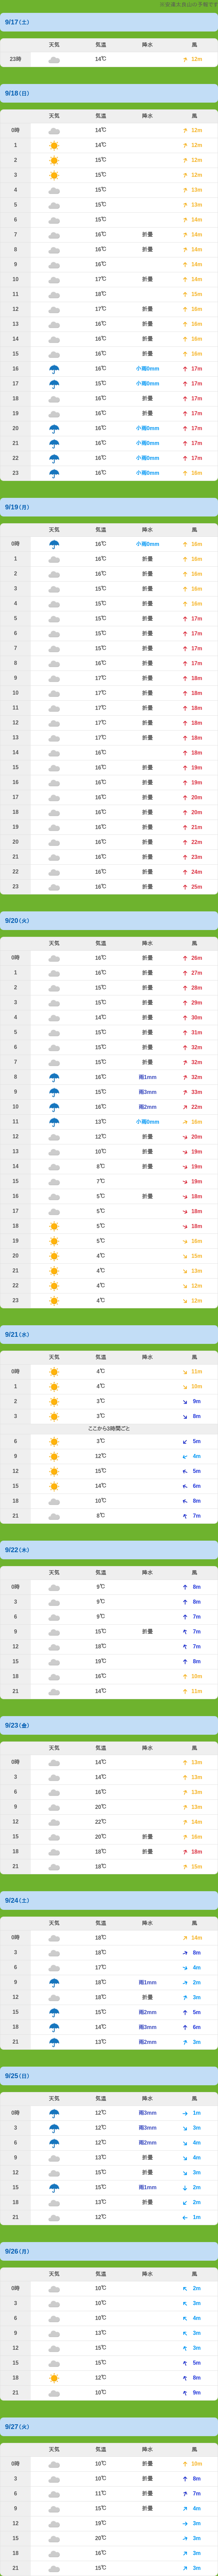 ※後浦太良山の予報です
9/17(土)
天気 気温 降水 風
23時 14℃ 12m
9/18(日)
天気 気温 降水 風
0時 14℃ 12m
1 14℃ 12m
2 15℃ 12m
3 15℃ 12m
4 15℃ 13m
5 15℃ 13m
6 15℃ 14m
7 16℃ 折畳 14m
8 16℃ 折畳 14m
9 16℃ 14m
10 17℃ 折畳 14m
11 18℃ 15m
12 17℃ 折畳 16m
13 16℃ 折畳 16m
14 16℃ 折畳 16m
15 16℃ 折畳 16m
16 16℃ 小雨0mm 17m
17 15℃ 小雨0mm 17m
18 16℃ 折畳 17m
19 16℃ 折畳 17m
20 16℃ 小雨0mm 17m
21 16℃ 小雨0mm 17m
22 16℃ 小雨0mm 17m
23 16℃ 小雨0mm 16m
9/19(月)
天気 気温 降水 風
0時 16℃ 小雨0mm 16m
1 16℃ 折畳 16m
2 16℃ 折畳 16m
3 15℃ 折畳 16m
4 15℃ 折畳 16m
5 15℃ 折畳 17m
6 15℃ 折畳 17m
7 15℃ 折畳 17m
8 16℃ 折畳 17m
9 17℃ 折畳 18m
10 17℃ 折畳 18m
11 17℃ 折畳 18m
12 17℃ 折畳 18m
13 17℃ 折畳 18m
14 16℃ 18m
15 16℃ 折畳 19m
16 16℃ 折畳 19m
17 16℃ 折畳 20m
18 16℃ 折畳 20m
19 16℃ 折畳 21m
20 16℃ 折畳 22m
21 16℃ 折畳 23m
22 16℃ 折畳 24m
23 16℃ 折畳 25m
9/20(火)
天気 気温 降水 風
0時 16℃ 折畳 26m
1 16℃ 折畳 27m
2 15℃ 折畳 28m
3 15℃ 折畳 29m
4 14℃ 折畳 30m
5 15℃ 折畳 31m
6 15℃ 折畳 32m
7 15℃ 折畳 32m
8 16℃ 雨1mm 32m
9 15℃ 雨3mm 33m
10 16℃ 雨2mm 22m
11 13℃ 小雨0mm 16m
12 12℃ 折畳 20m
13 10℃ 折畳 19m
14 8℃ 折畳 19m
15 7℃ 19m
16 5℃ 折畳 18m
17 5℃ 18m
18 5℃ 18m
19 5℃ 16m
20 4℃ 15m
21 4℃ 13m
22 4℃ 12m
23 4℃ 12m
9/21(水)
天気 気温 降水 風
0時 4℃ 11m
1 4℃ 10m
2 3℃ 9m
3 3℃ 8m
ここから3時間ごと
6 3℃ 5m
9 12℃ 4m
12 15℃ 5m
15 14℃ 6m
18 10℃ 8m
21 8℃ 7m
9/22(木)
天気 気温 降水 風
0時 9℃ 8m
3 9℃ 8m
6 9℃ 7m
9 15℃ 折畳 7m
12 18℃ 7m
15 19℃ 8m
18 16℃ 10m
21 14℃ 11m
9/23(金)
天気 気温 降水 風
0時 14℃ 13m
3 14℃ 13m
6 16℃ 13m
9 20℃ 13m
12 22℃ 14m
15 20℃ 折畳 16m
18 18℃ 折畳 18m
21 18℃ 15m
9/24(土)
天気 気温 降水 風
0時 18℃ 14m
3 18℃ 8m
6 17℃ 4m
9 18℃ 雨1mm 2m
12 18℃ 折畳 3m
15 15℃ 雨2mm 5m
18 14℃ 雨3mm 6m
21 13℃ 雨2mm 3m
9/25(日)
天気 気温 降水 風
0時 12℃ 雨3mm 1m
3 12℃ 雨3mm 3m
6 12℃ 雨2mm 4m
9 13℃ 折畳 4m
12 15℃ 折畳 3m
15 15℃ 雨1mm 2m
18 13℃ 折畳 2m
21 12℃ 1m
9/26(月)
天気 気温 降水 風
0時 10℃ 2m
3 10℃ 3m
6 10℃ 4m
9 13℃ 3m
12 15℃ 3m
15 15℃ 5m
18 12℃ 8m
21 10℃ 9m
9/27(火)
天気 気温 降水 風
0時 10℃ 折畳 10m
3 10℃ 折畳 8m
6 11℃ 折畳 7m
9 15℃ 折畳 4m
12 19℃ 3m
15 20℃ 3m
18 16℃ 3m
21 15℃ 3m